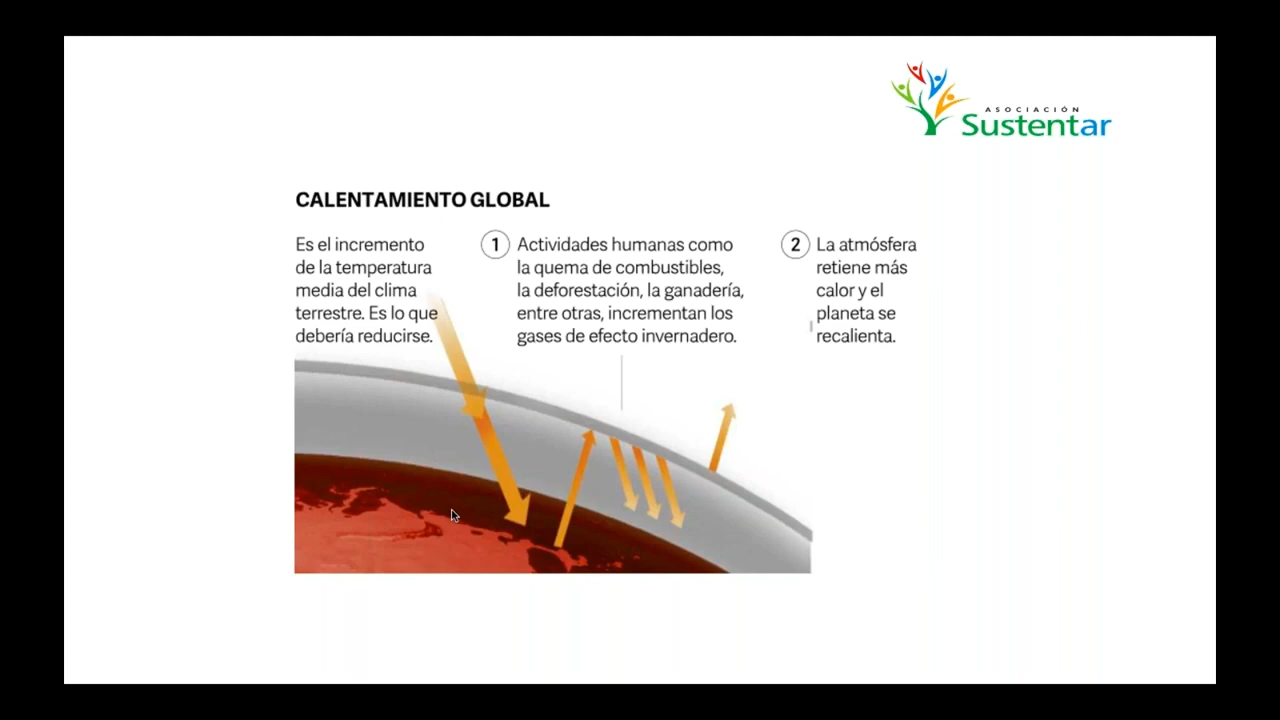 ASOCIACIÓN
Sustentar
CALENTAMIENTO GLOBAL
Es el incremento
de la temperatura
media del clima
terrestre. Es lo que
debería reducirse.
1
Actividades humanas como
la quema de combustibles,
la deforestación, la ganadería,
entre otras, incrementan los
gases de efecto invernadero.
2
La atmósfera
retiene más
calor y el
planeta se
recalienta.